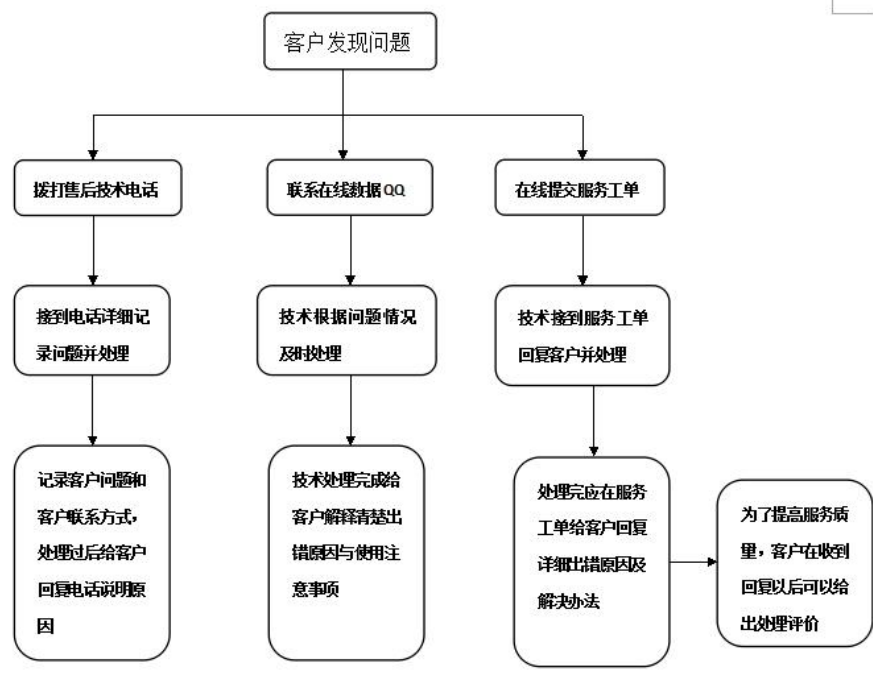 客户发现问题
拨打售后技术电话
联系在线数据QQ
在线提交服务工单
接到电话详细记
录问题并处理
技术根据问题情况
及时处理
技术接到服务工单
回复客户并处理
记录客户问题和
客户联系方式，
处理过后给客户
回复电话说明原
因
技术处理完成给
客户解释清楚出
错原因与使用注
意事项
处理完应在服务
工单给客户回复
详细出错原因及
解决办法
为了提高服务质
量，客户在收到
回复以后可以给
出处理评价